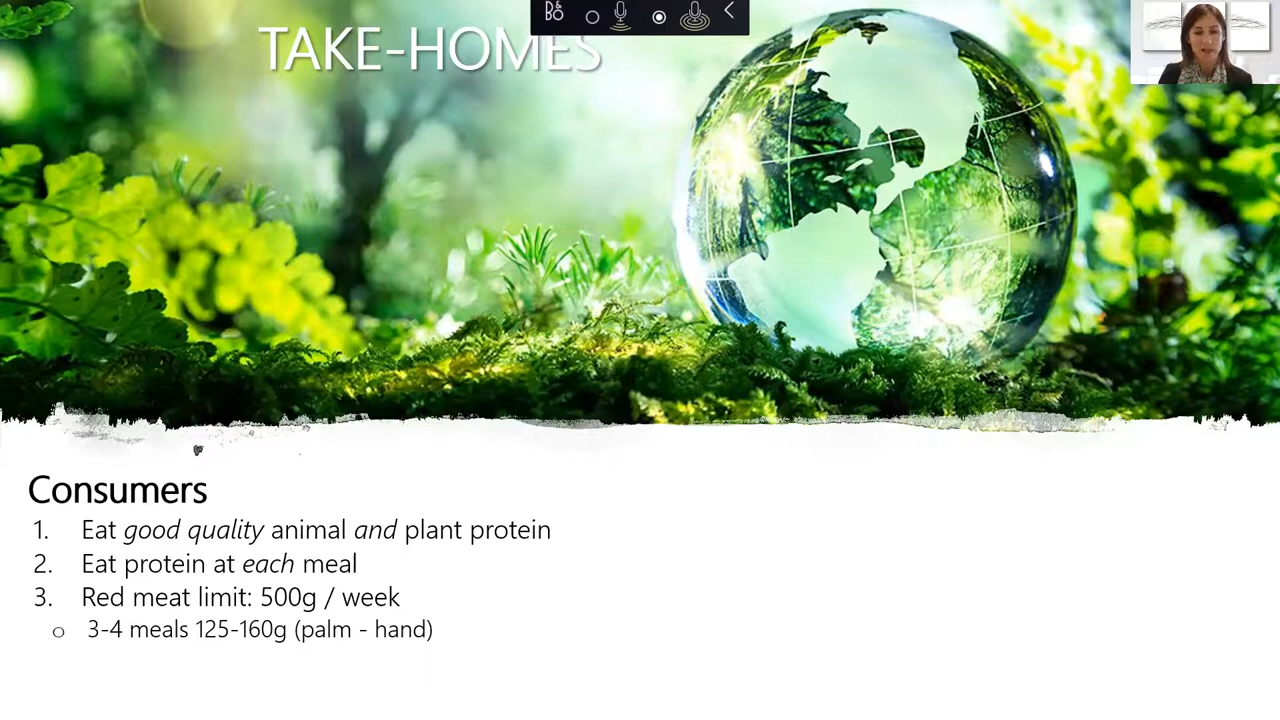 B&O
TAKE-HOMES
Consumers
1. Eat good quality animal and plant protein
2. Eat protein at each meal
3. Red meat limit: 500g / week
o 3-4 meals 125-160g (palm - hand)